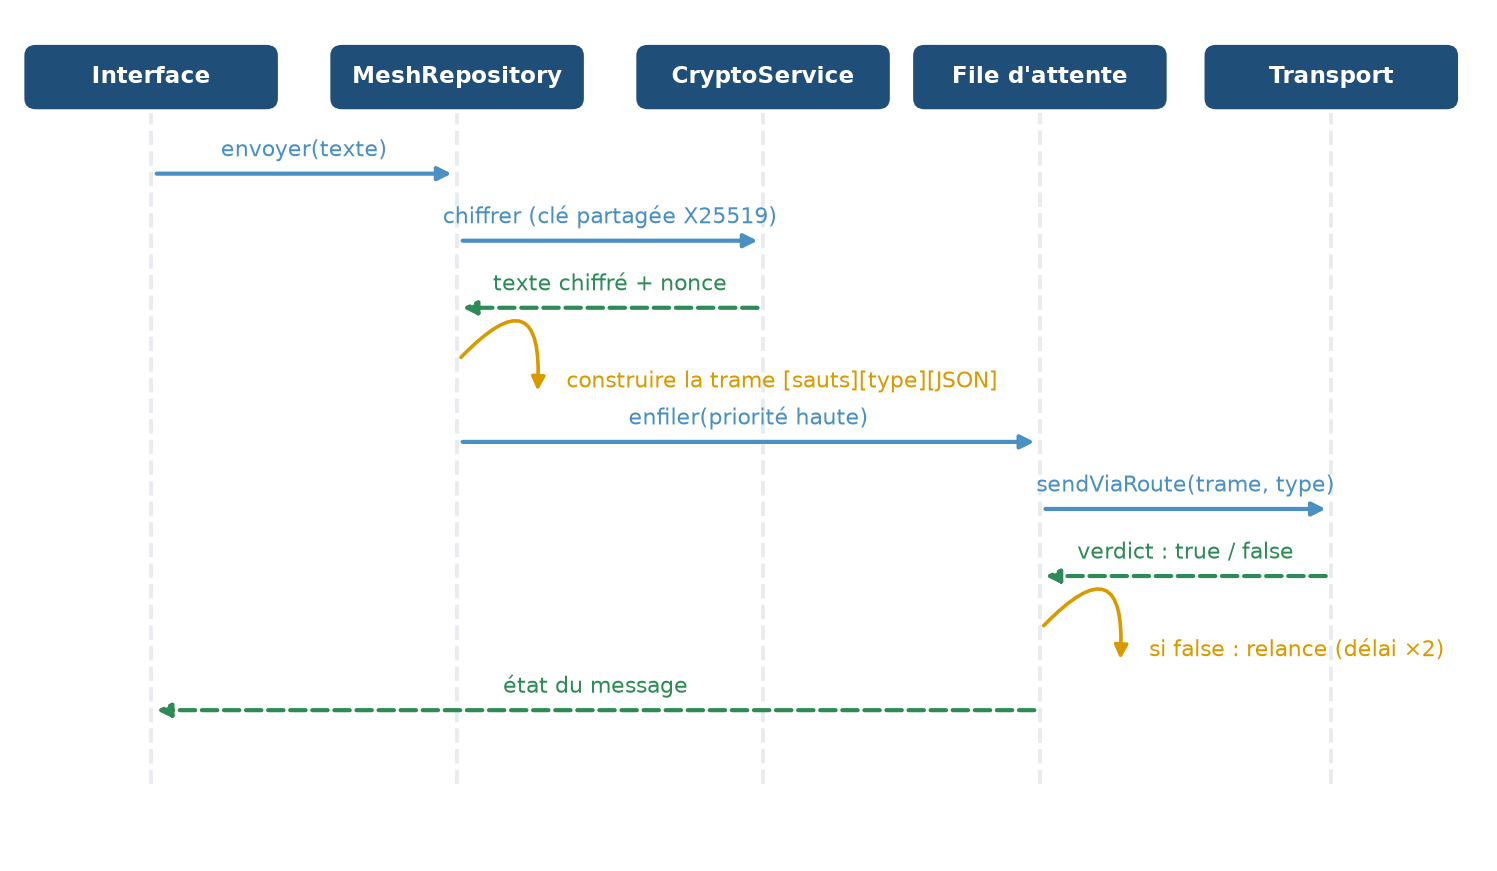 Interface
MeshRepository
CryptoService
File d'attente
Transport
envoyer(texte)
chiffrer (clé partagée X25519)
texte chiffré + nonce
construire la trame [sauts][type][JSON]
enfiler(priorité haute)
sendViaRoute(trame, type)
verdict : true / false
si false : relance (délai ×2)
état du message